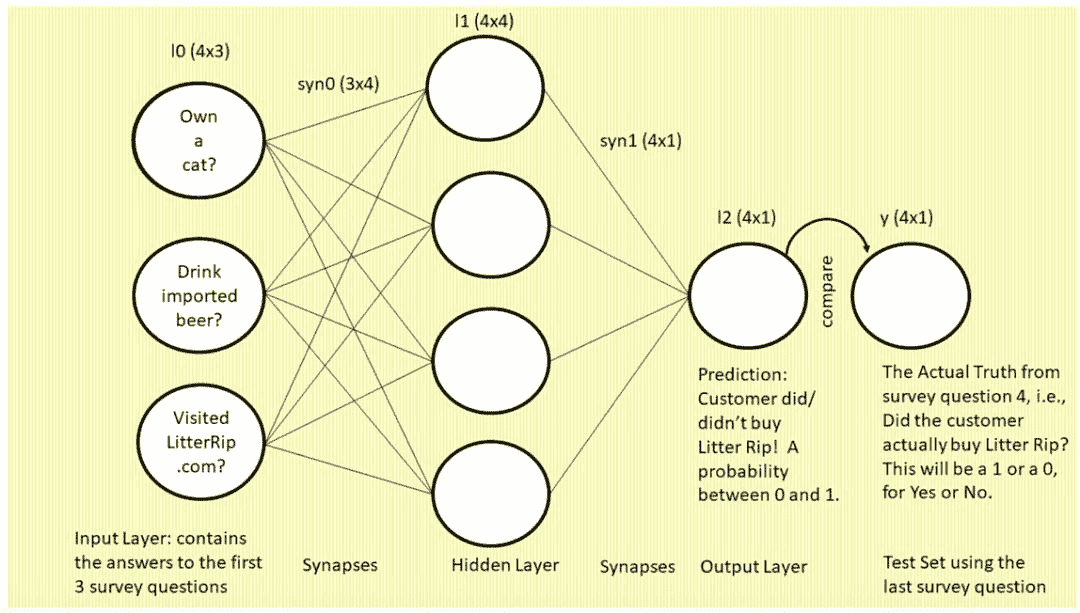 l0 (4x3)
syn0 (3x4)
l1 (4x4)
syn1 (4x1)
l2 (4x1)
y (4x1)
Own
a
cat?
Drink
imported
beer?
Visited
LitterRip
.com?
compare
Prediction:
Customer did/
didn't buy
Litter Rip!  A
probability
between 0 and 1.
The Actual Truth from
survey question 4, i.e.,
Did the customer
actually buy Litter Rip?
This will be a 1 or a 0,
for Yes or No.
Input Layer: contains
the answers to the first
3 survey questions
Synapses
Hidden Layer
Synapses
Output Layer
Test Set using the
last survey question